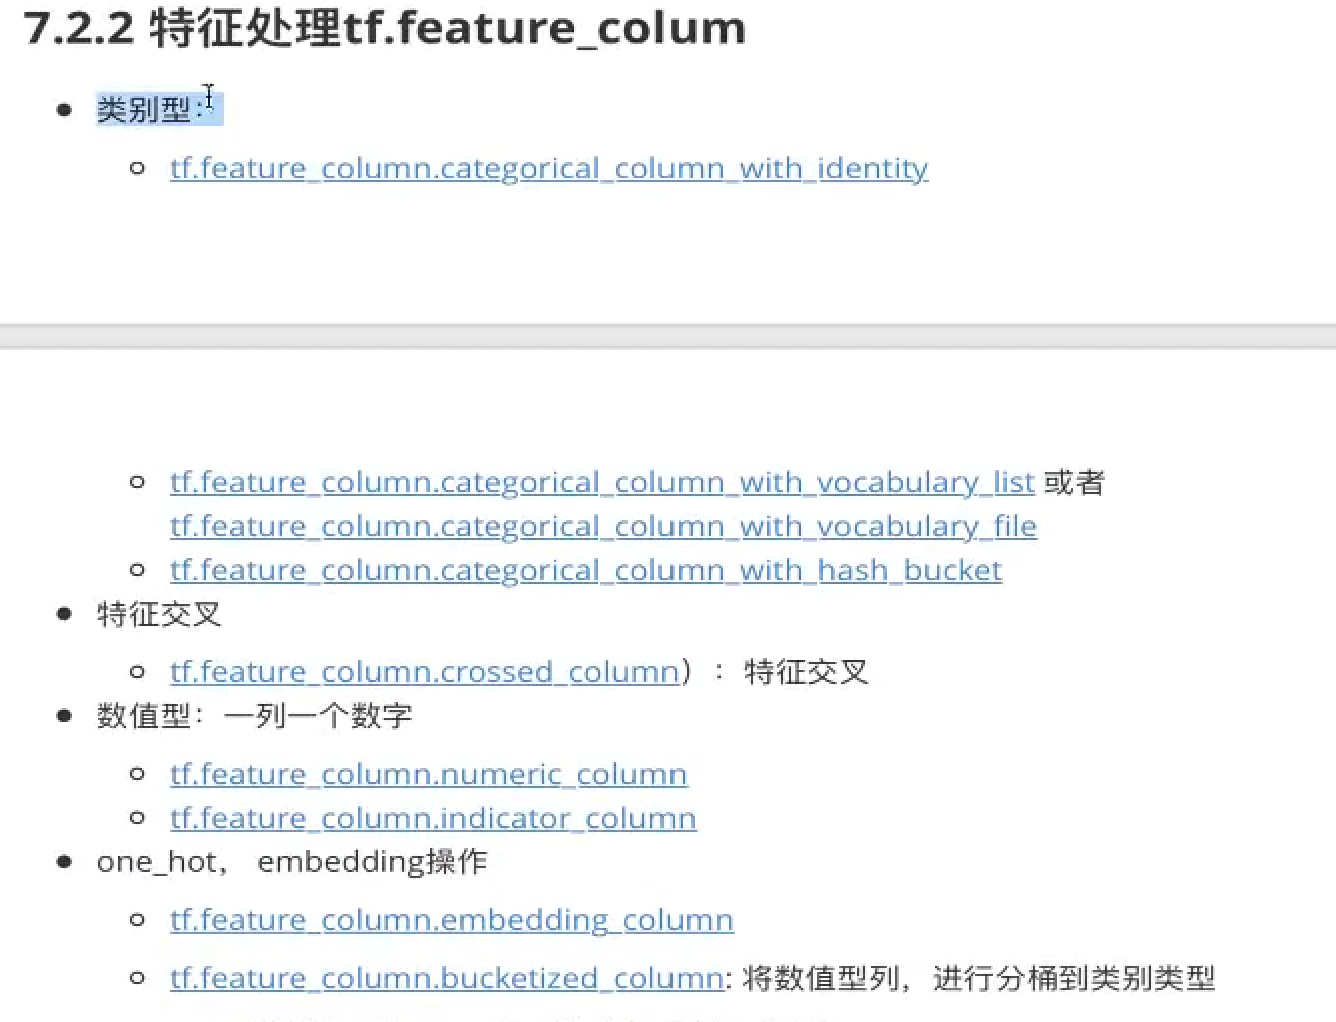 7.2.2 特征处理tf.feature_colum
类别型：
tf.feature_column.categorical_column_with_identity
tf.feature_column.categorical_column_with_vocabulary_list 或者
tf.feature_column.categorical_column_with_vocabulary_file
tf.feature_column.categorical_column_with_hash_bucket
特征交叉
tf.feature_column.crossed_column）：特征交叉
数值型：一列一个数字
tf.feature_column.numeric_column
tf.feature_column.indicator_column
one_hot， embedding操作
tf.feature_column.embedding_column
tf.feature_column.bucketized_column: 将数值型列，进行分桶到类别类型